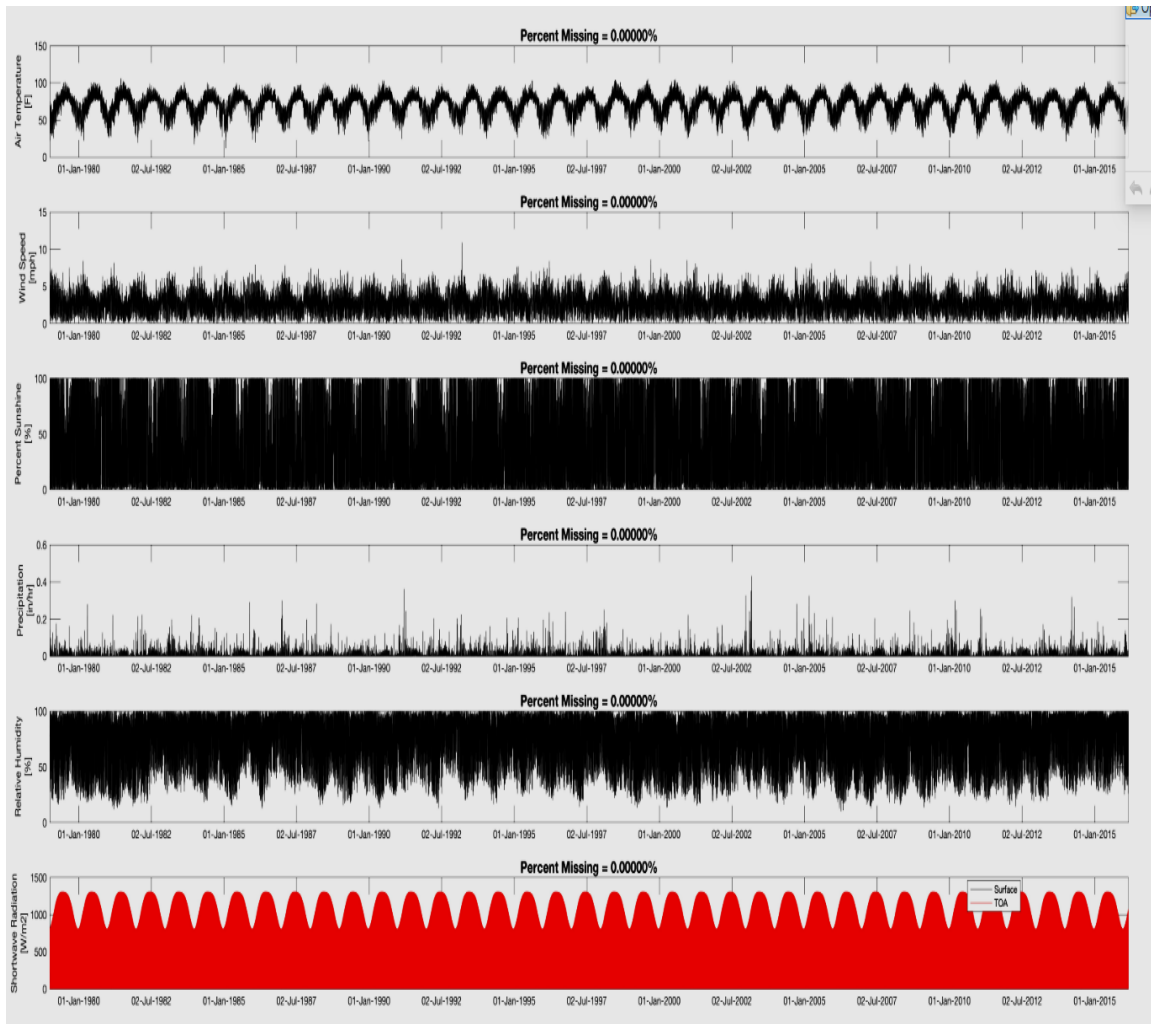 Percent Missing = 0.00000%
Air Temperature
[F]
150
100
50
0
01-Jan-1980 02-Jul-1982 01-Jan-1985 02-Jul-1987 01-Jan-1990 02-Jul-1992 01-Jan-1995 02-Jul-1997 01-Jan-2000 02-Jul-2002 01-Jan-2005 02-Jul-2007 01-Jan-2010 02-Jul-2012 01-Jan-2015
Percent Missing = 0.00000%
Wind Speed
[mph]
15
10
5
0
01-Jan-1980 02-Jul-1982 01-Jan-1985 02-Jul-1987 01-Jan-1990 02-Jul-1992 01-Jan-1995 02-Jul-1997 01-Jan-2000 02-Jul-2002 01-Jan-2005 02-Jul-2007 01-Jan-2010 02-Jul-2012 01-Jan-2015
Percent Missing = 0.00000%
Percent Sunshine
[%]
100
50
0
01-Jan-1980 02-Jul-1982 01-Jan-1985 02-Jul-1987 01-Jan-1990 02-Jul-1992 01-Jan-1995 02-Jul-1997 01-Jan-2000 02-Jul-2002 01-Jan-2005 02-Jul-2007 01-Jan-2010 02-Jul-2012 01-Jan-2015
Percent Missing = 0.00000%
Precipitation
[in/hr]
0.6
0.4
0.2
0
01-Jan-1980 02-Jul-1982 01-Jan-1985 02-Jul-1987 01-Jan-1990 02-Jul-1992 01-Jan-1995 02-Jul-1997 01-Jan-2000 02-Jul-2002 01-Jan-2005 02-Jul-2007 01-Jan-2010 02-Jul-2012 01-Jan-2015
Percent Missing = 0.00000%
Relative Humidity
[%]
100
50
0
01-Jan-1980 02-Jul-1982 01-Jan-1985 02-Jul-1987 01-Jan-1990 02-Jul-1992 01-Jan-1995 02-Jul-1997 01-Jan-2000 02-Jul-2002 01-Jan-2005 02-Jul-2007 01-Jan-2010 02-Jul-2012 01-Jan-2015
Percent Missing = 0.00000%
Shortwave Radiation
[W/m2]
1500
1000
500
0
Surface
TOA
01-Jan-1980 02-Jul-1982 01-Jan-1985 02-Jul-1987 01-Jan-1990 02-Jul-1992 01-Jan-1995 02-Jul-1997 01-Jan-2000 02-Jul-2002 01-Jan-2005 02-Jul-2007 01-Jan-2010 02-Jul-2012 01-Jan-2015